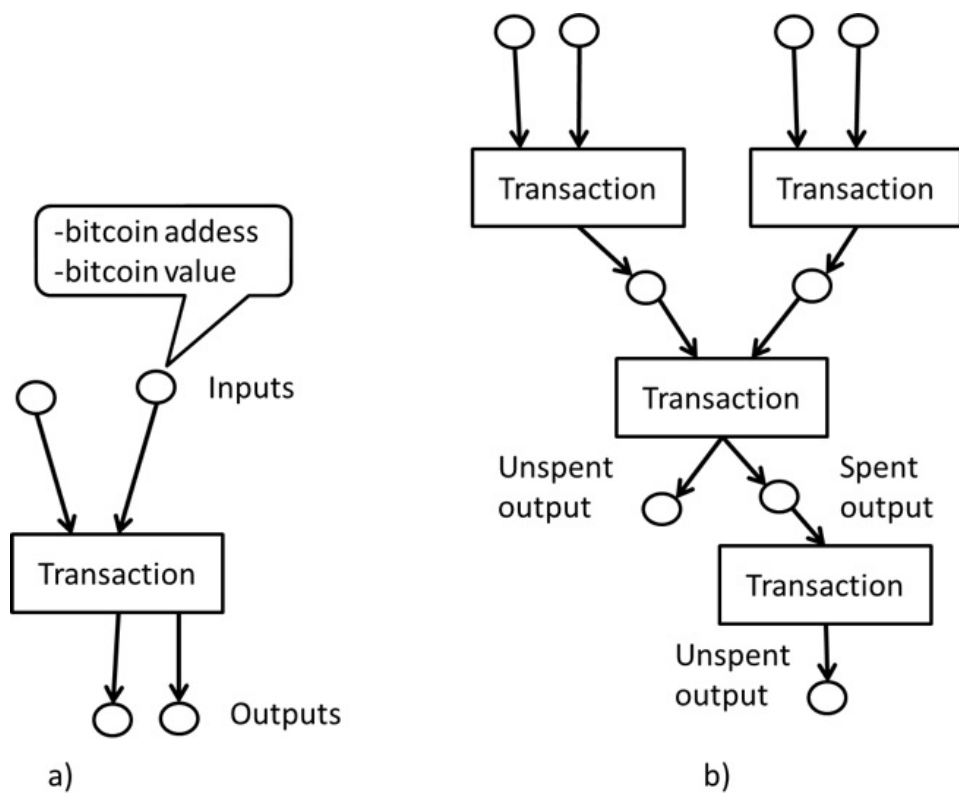 -bitcoin addess
-bitcoin value
Inputs
Transaction
Outputs
a)
Transaction
Transaction
Transaction
Unspent
output
Spent
output
Transaction
Unspent
output
b)